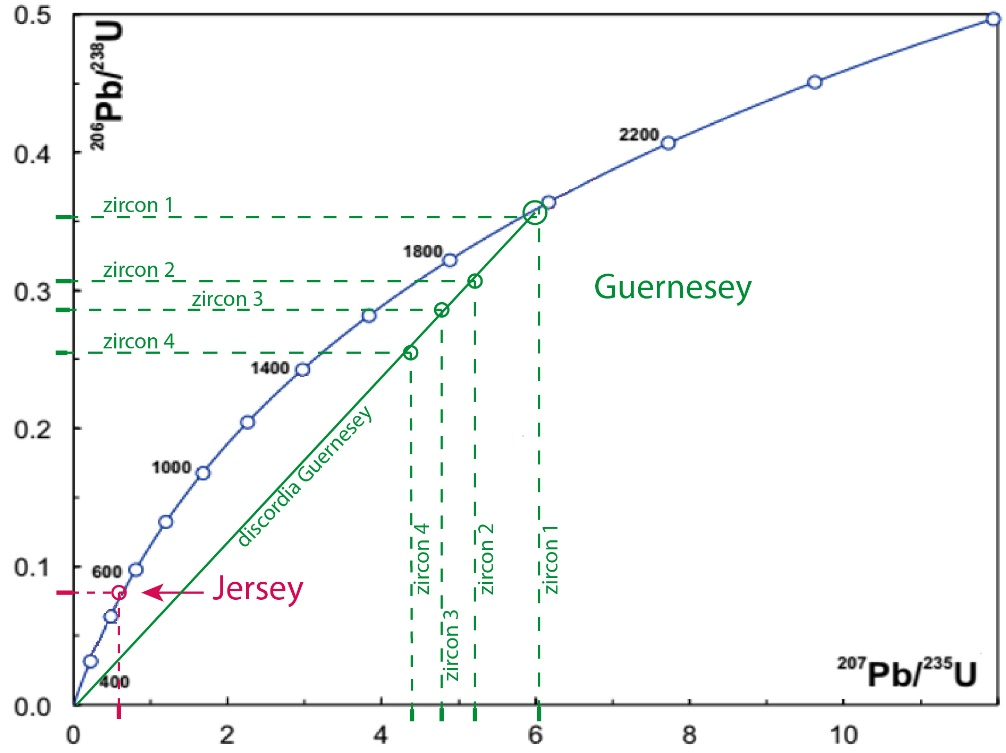 0.5
²⁰⁶Pb/²³⁸U
2200
0.4
zircon 1
1800
zircon 2
0.3
zircon 3
Guernesey
zircon 4
1400
0.2
discordia Guernesey
1000
zircon 4
zircon 3
zircon 2
zircon 1
0.1
600
Jersey
²⁰⁷Pb/²³⁵U
400
0.0
0 2 4 6 8 10